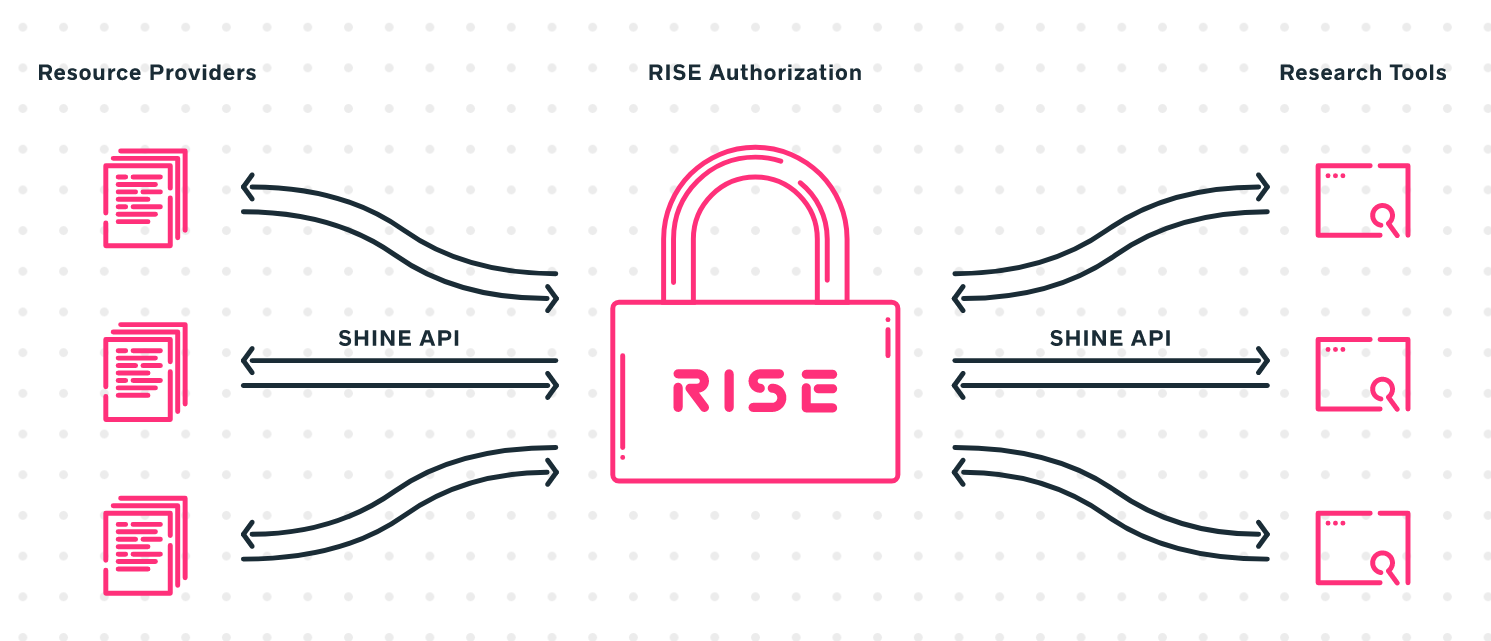 Resource Providers
RISE Authorization
Research Tools
SHINE API
SHINE API
RISE